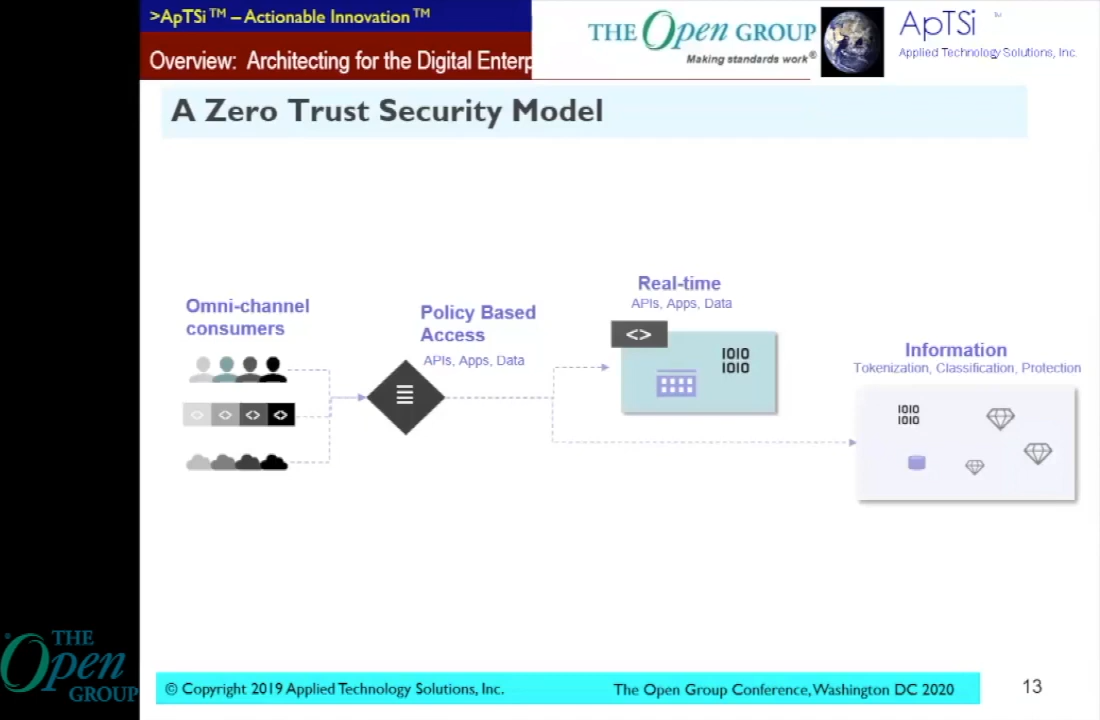 >ApTSi™ – Actionable Innovation™
Overview: Architecting for the Digital Enterp
THE Open GROUP
Making standards work®
ApTSi ™
Applied Technology Solutions, Inc.
A Zero Trust Security Model
Omni-channel
consumers
Policy Based
Access
APIs, Apps, Data
Real-time
APIs, Apps, Data
<>
1010
1010
Information
Tokenization, Classification, Protection
1010
1010
<> <> <> <>
THE
Open
GROUP
© Copyright 2019 Applied Technology Solutions, Inc.
The Open Group Conference, Washington DC 2020
13